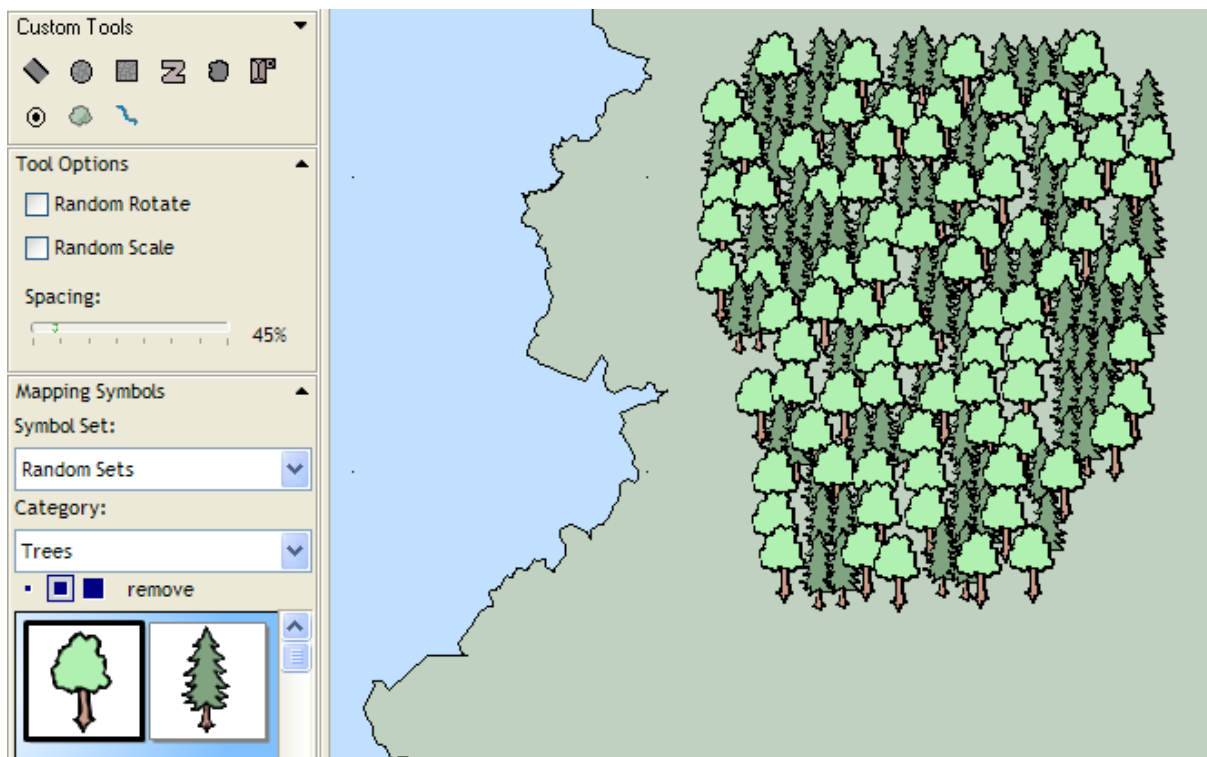 Custom Tools
Tool Options
Random Rotate
Random Scale
Spacing:
45%
Mapping Symbols
Symbol Set:
Random Sets
Category:
Trees
remove